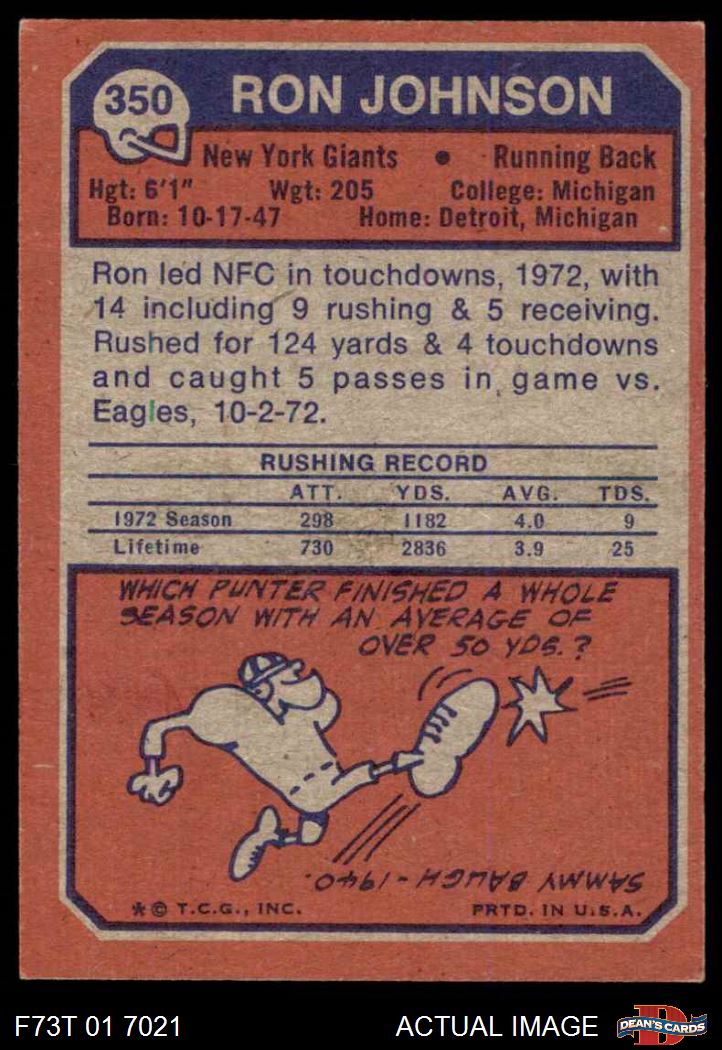 350
RON JOHNSON
New York Giants • Running Back
Hgt: 6'1" Wgt: 205 College: Michigan
Born: 10-17-47 Home: Detroit, Michigan
Ron led NFC in touchdowns, 1972, with
14 including 9 rushing & 5 receiving.
Rushed for 124 yards & 4 touchdowns
and caught 5 passes in game vs.
Eagles, 10-2-72.
RUSHING RECORD
ATT. YDS. AVG. TDS.
1972 Season 298 1182 4.0 9
Lifetime 730 2836 3.9 25
WHICH PUNTER FINISHED A WHOLE
SEASON WITH AN AVERAGE OF
OVER 50 YDS.?
SAMMY BAUGH-1940.
* © T.C.G., INC. PRTD. IN U.S.A.
F73T 01 7021 ACTUAL IMAGE D DEAN'S CARDS